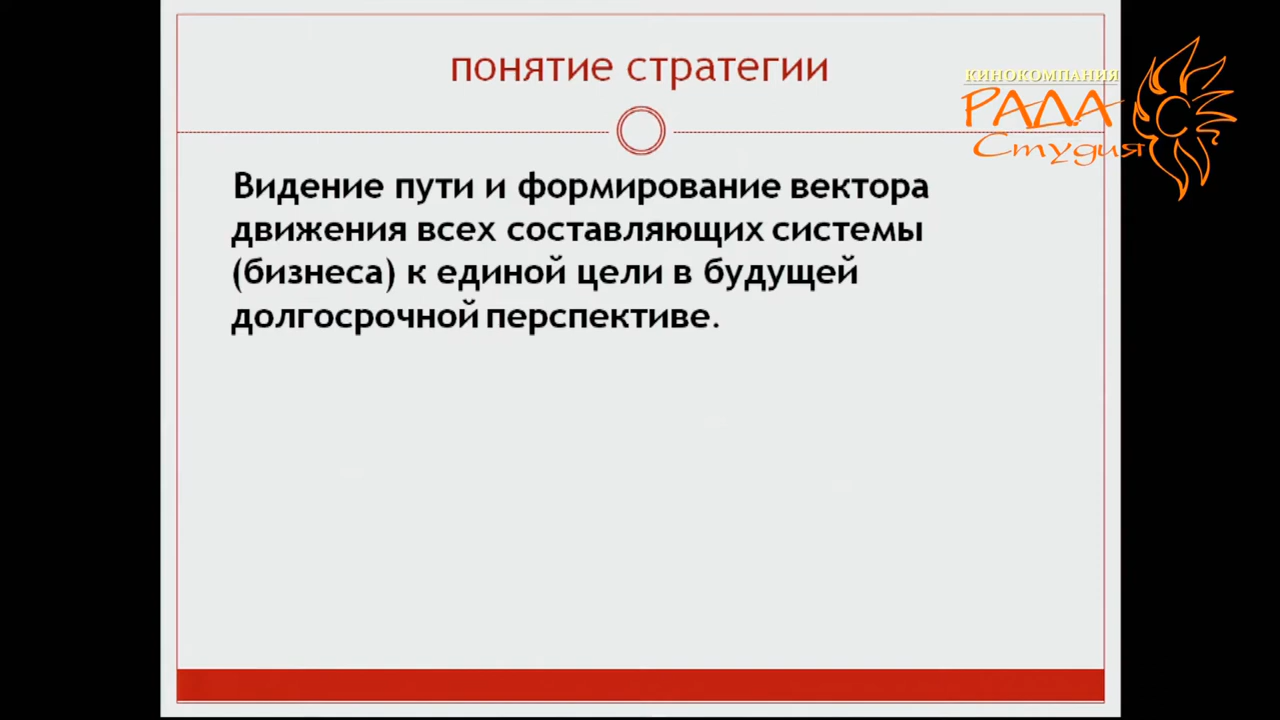 понятие стратегии
КИНОКОМПАНИЯ
РАДА
Студия
Видение пути и формирование вектора
движения всех составляющих системы
(бизнеса) к единой цели в будущей
долгосрочной перспективе.